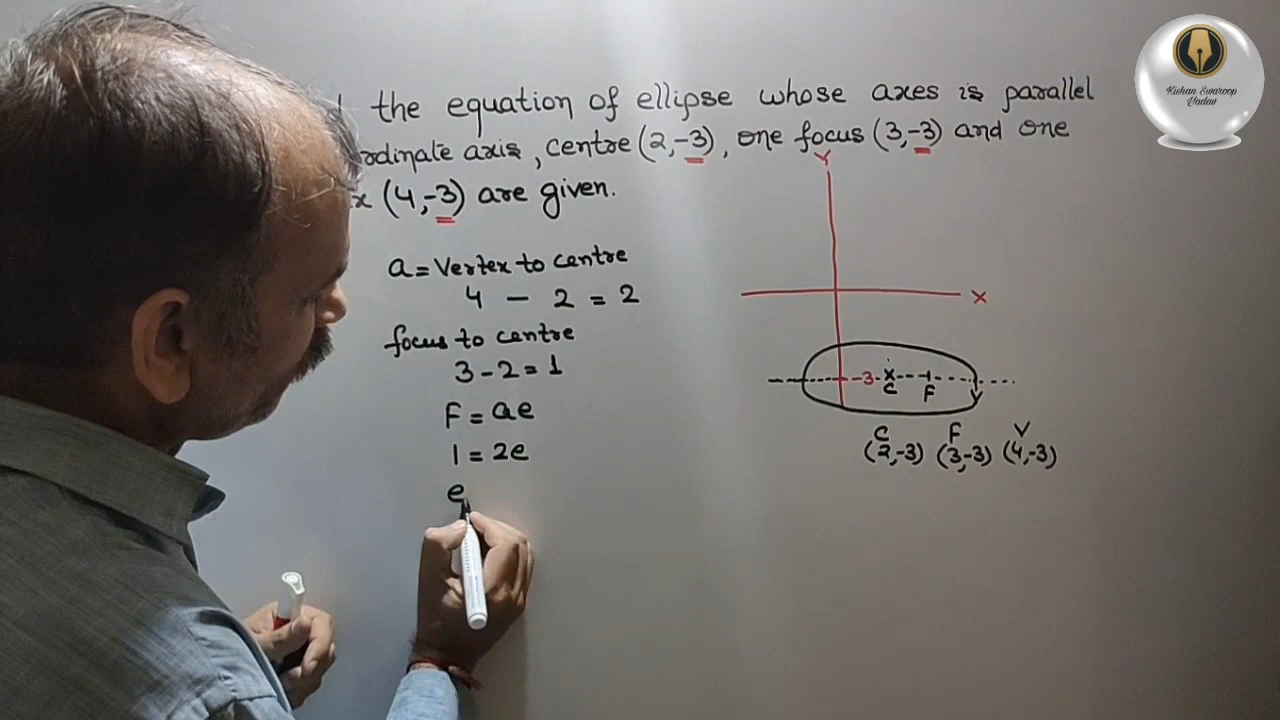 the equation of ellipse whose axes is parallel
ordinate axis, centre (2,-3), one focus (3,-3) and one
x (4,-3) are given.
a = Vertex to centre
4 - 2 = 2
focus to centre
3 - 2 = 1
F = ae
1 = 2e
e
Y
X
-3
C
F
V
C F V
(2,-3) (3,-3) (4,-3)
Kishan Swaroop
Yadav